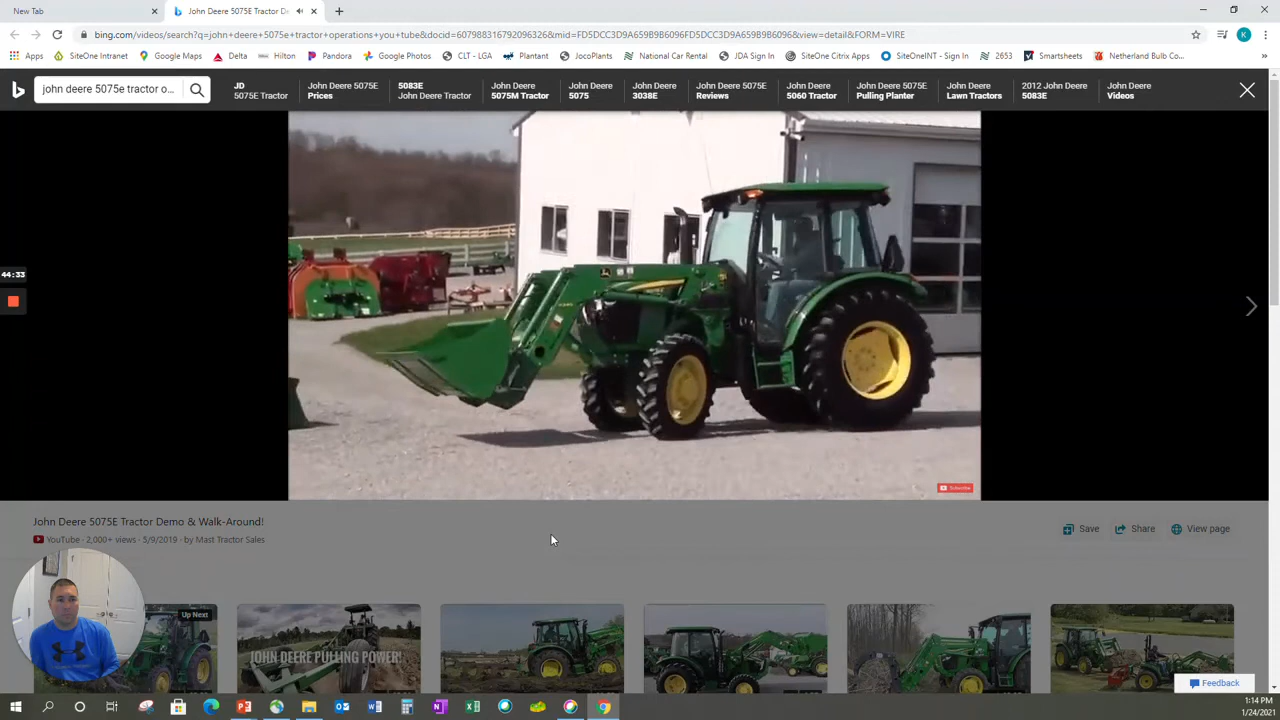 New Tab
John Deere 5075E Tractor De
bing.com/videos/search?q=john+deere+5075e+tractor+operations+you+tube&docid=607988316792096326&mid=FD5DCC3D9A659B9B6096FD5DCC3D9A659B9B6096&view=detail&FORM=VIRE
K
Apps SiteOne Intranet Google Maps Delta Hilton Pandora Google Photos CLT - LGA Plantant JocoPlants National Car Rental JDA Sign In SiteOne Citrix Apps SiteOneINT - Sign In 2653 Smartsheets Netherland Bulb Co...
john deere 5075e tractor o...
JD
5075E Tractor
John Deere 5075E
Prices
5083E
John Deere Tractor
John Deere
5075M Tractor
John Deere
5075
John Deere
3038E
John Deere 5075E
Reviews
John Deere
5060 Tractor
John Deere
Pulling Planter
John Deere
Lawn Tractors
2012 John Deere
5083E
John Deere
Videos
44:33
Subscribe
John Deere 5075E Tractor Demo & Walk-Around!
YouTube · 2,000+ views · 5/9/2019 · by Mast Tractor Sales
Save Share View page
Up Next
JOHN DEERE PULLING POWER!
Feedback
1:14 PM
1/24/2021